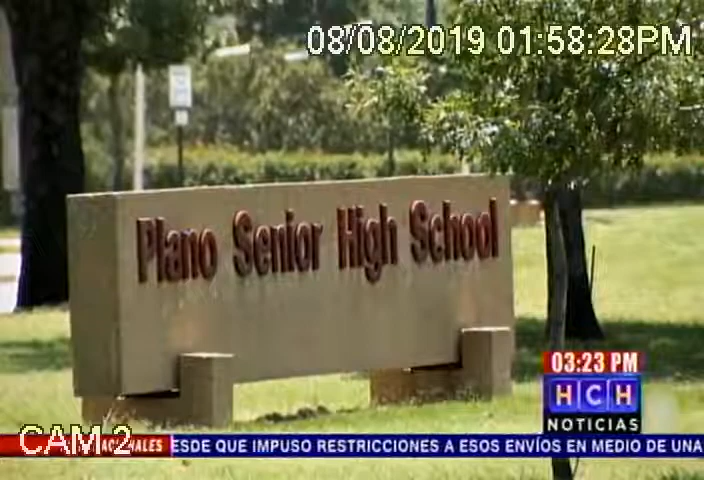 08/08/2019 01:58:28PM
Plano Senior High School
03:23 PM
HCH
NOTICIAS
CAM 2
NALES ESDE QUE IMPUSO RESTRICCIONES A ESOS ENVÍOS EN MEDIO DE UNA